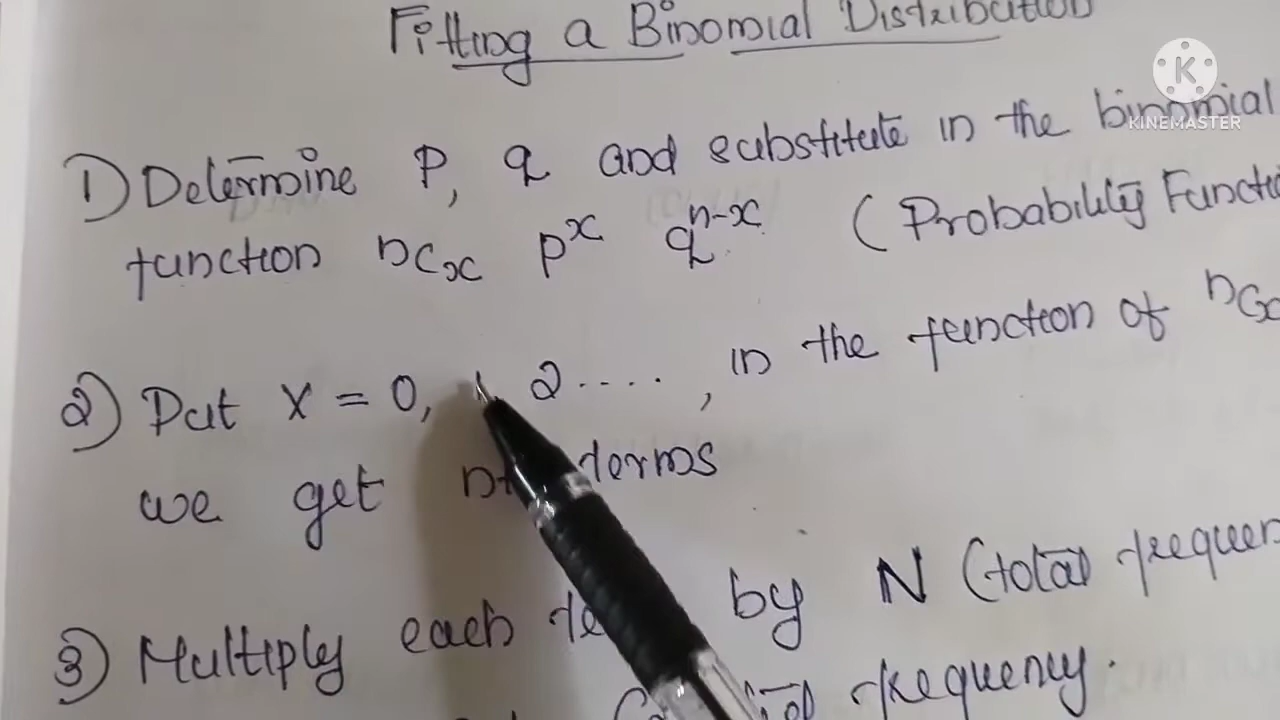 Fitting a Binomial Distribution
KINEMASTER
1) Determine P, q and substitute in the binomial
function nCx p^x q^n-x (Probability Functi
2) Put X = 0, 1 2 ...., in the function of nCx
we get terms
3) Multiply each by N (total frequen
frequency.